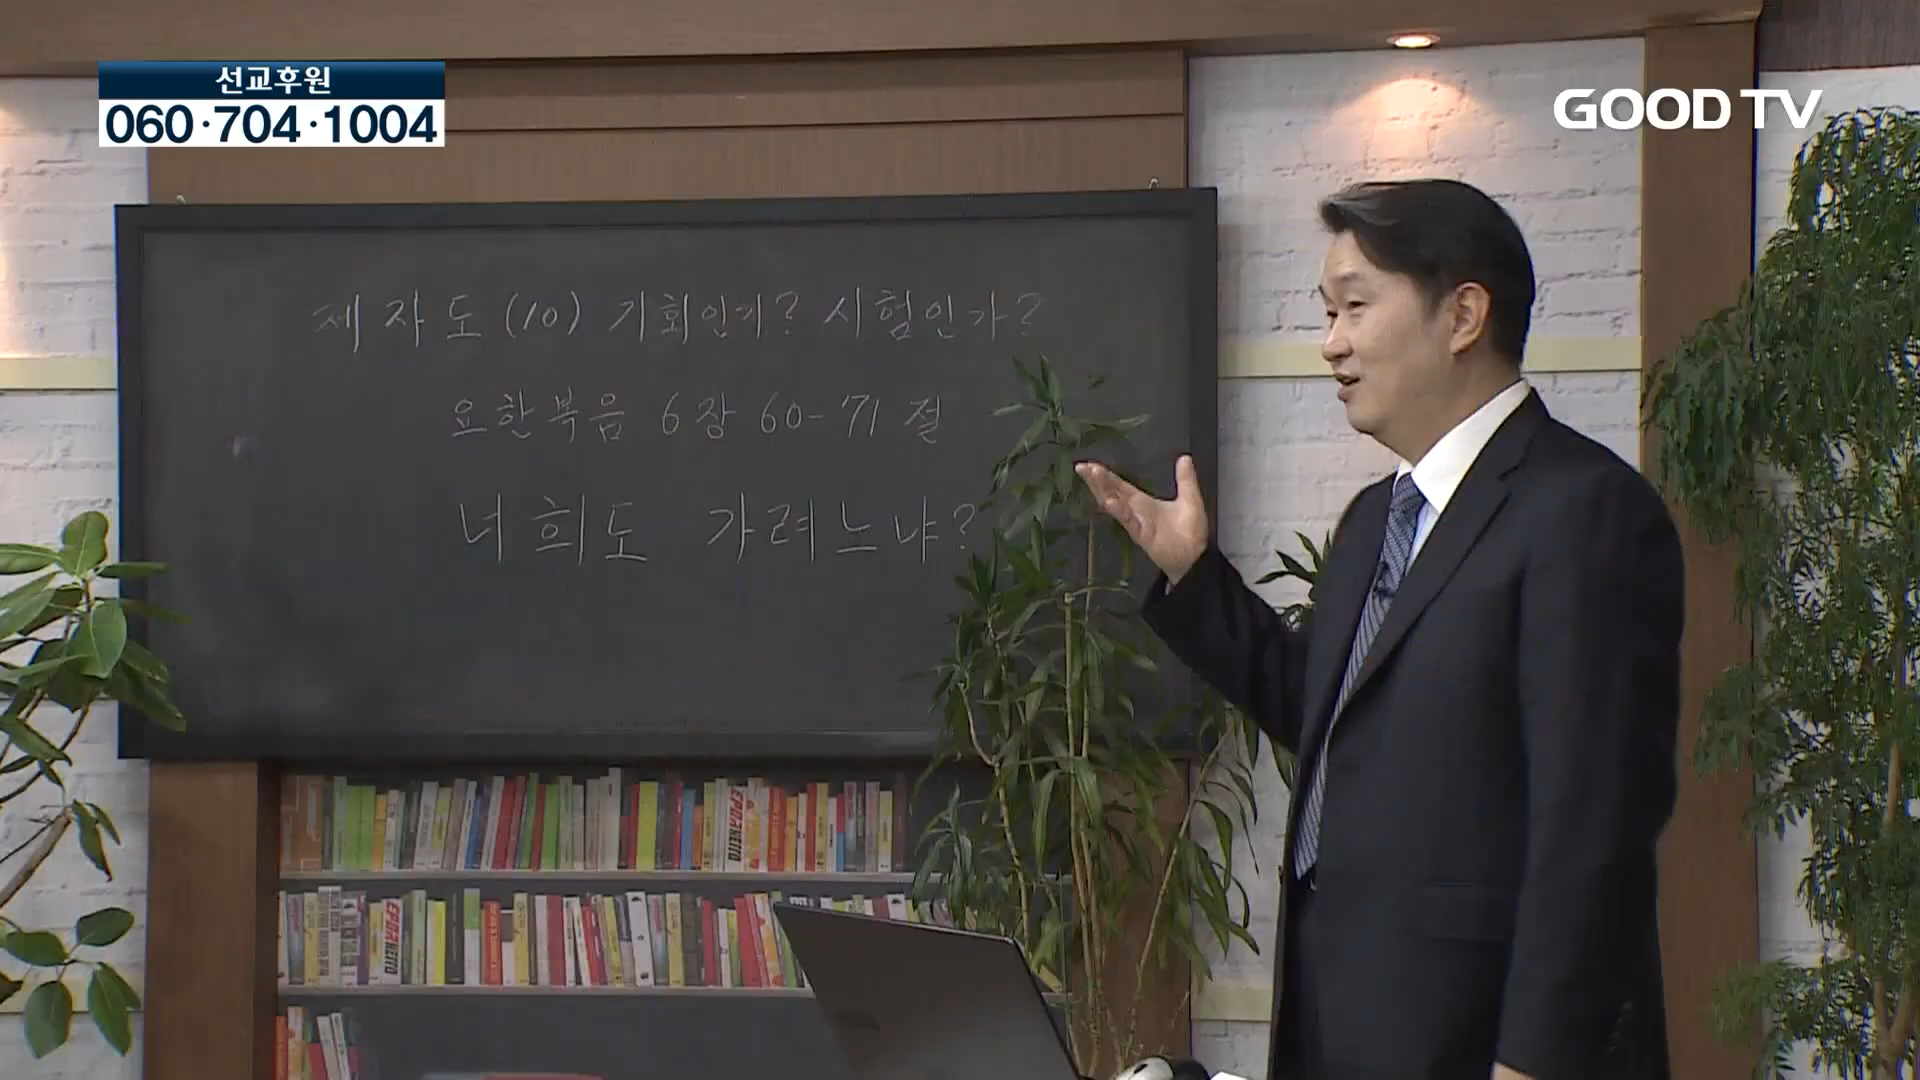 선교후원
060·704·1004
GOOD TV
제자도 (10) 기회인가? 시험인가?
요한복음 6장 60-71절
너희도 가려느냐?